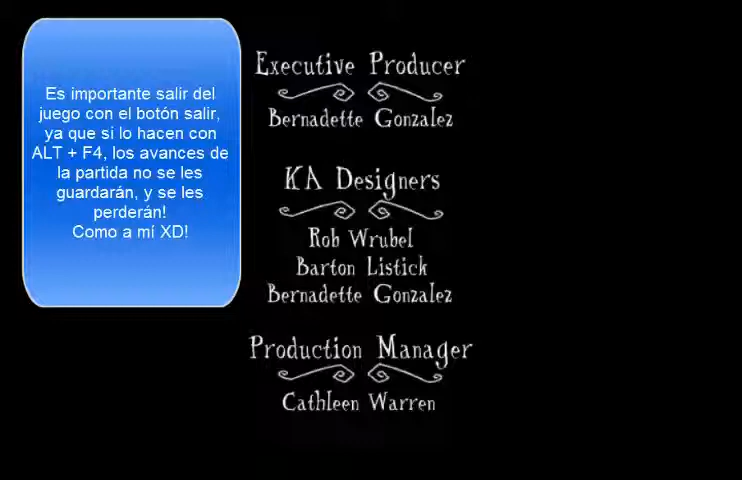 Es importante salir del
juego con el botón salir,
ya que si lo hacen con
ALT + F4, los avances de
la partida no se les
guardarán, y se les
perderán!
Como a mí XD!
Executive Producer
Bernadette Gonzalez
KA Designers
Rob Wrubel
Barton Listick
Bernadette Gonzalez
Production Manager
Cathleen Warren